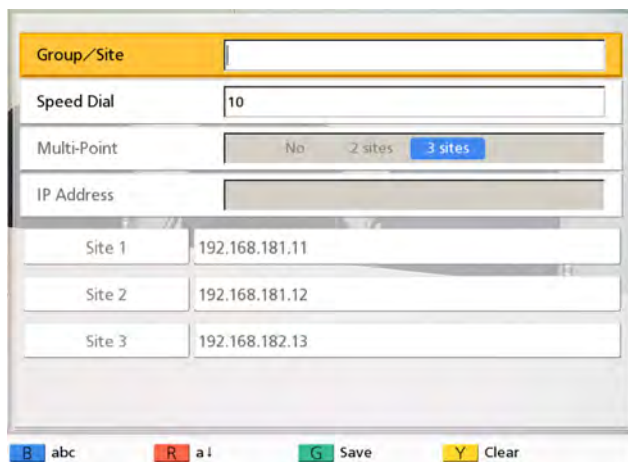 Group/Site
Speed Dial 10
Multi-Point No 2 sites 3 sites
IP Address
Site 1 192.168.181.11
Site 2 192.168.181.12
Site 3 192.168.182.13
B abc R a↓ G Save Y Clear